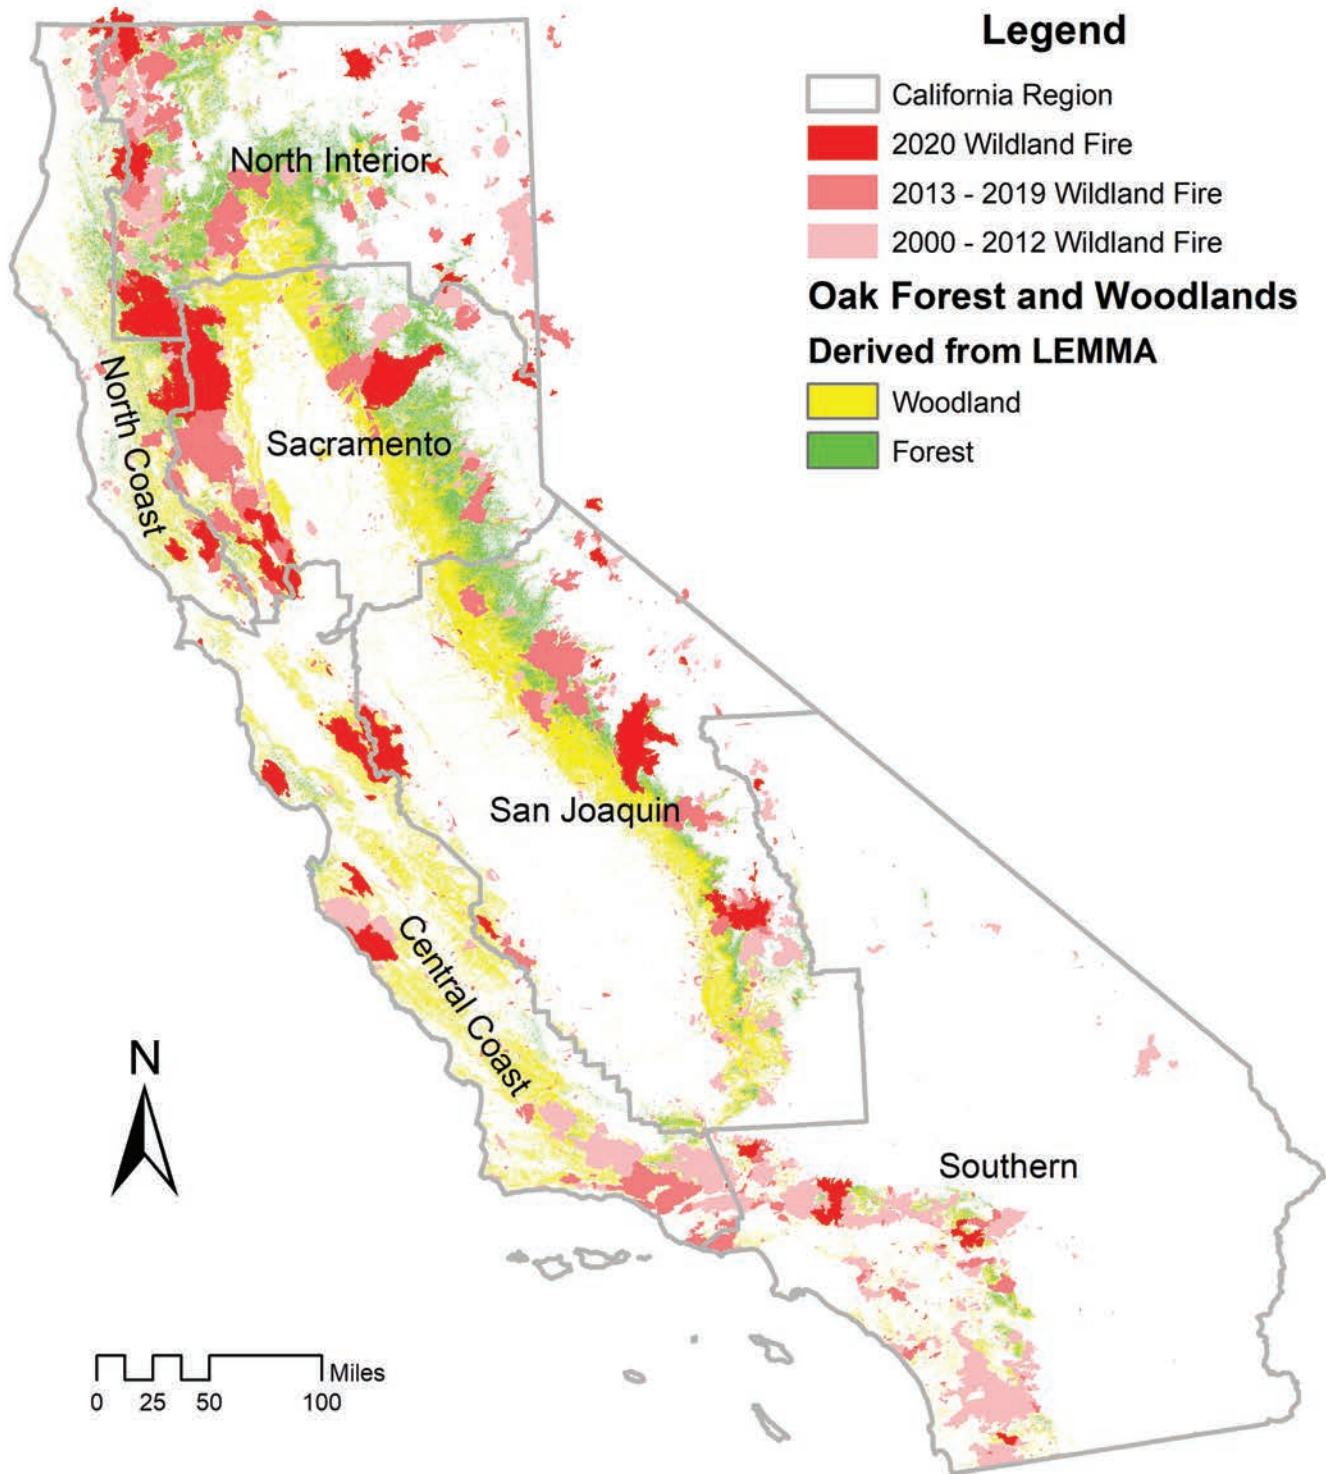 Legend
California Region
2020 Wildland Fire
2013 - 2019 Wildland Fire
2000 - 2012 Wildland Fire
Oak Forest and Woodlands
Derived from LEMMA
Woodland
Forest
North Interior
North Coast
Sacramento
San Joaquin
Central Coast
Southern
N
Miles
0 25 50 100